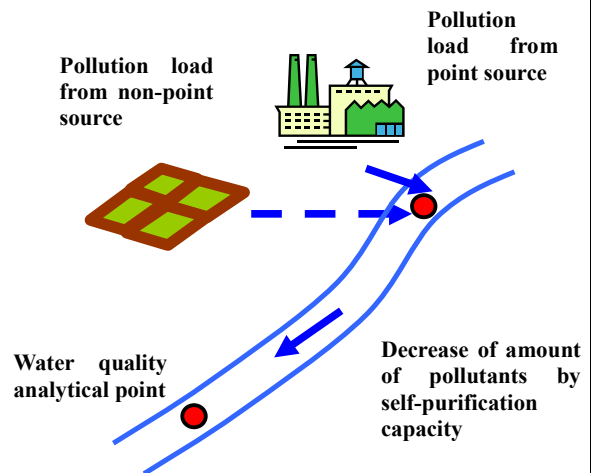 Pollution load
from non-point
source
Pollution
load from
point source
Water quality
analytical point
Decrease of amount
of pollutants by
self-purification
capacity